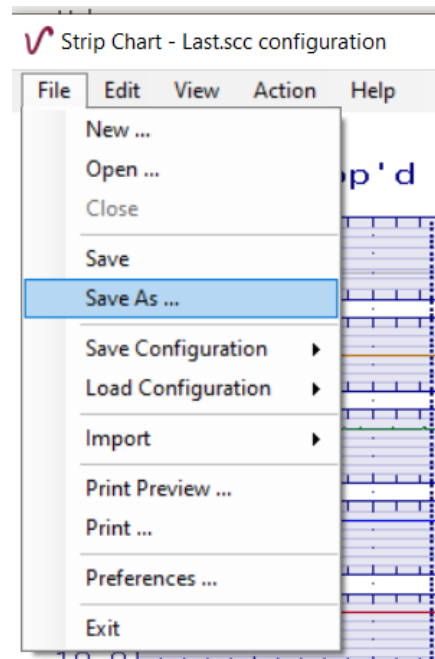 Strip Chart - Last.scc configuration
File Edit View Action Help
New ...
Open ...
op'd
Close
Save
Save As ...
Save Configuration
Load Configuration
Import
Print Preview ...
Print ...
Preferences ...
Exit